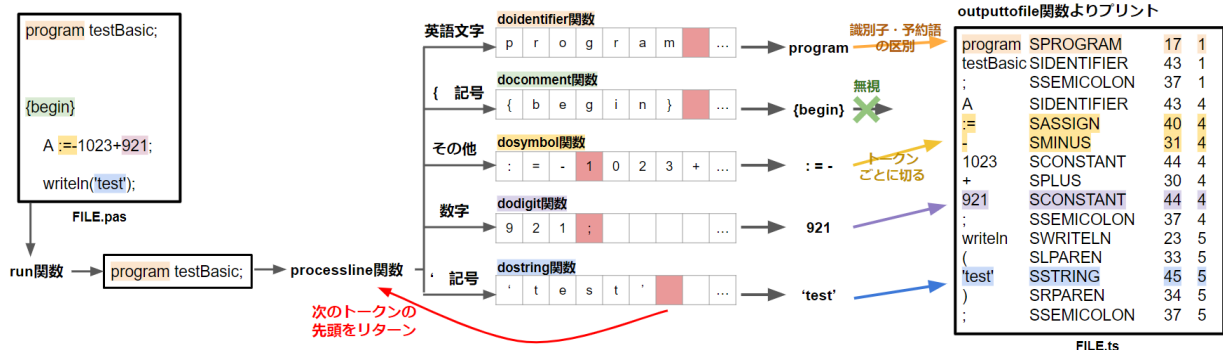 program testBasic;
{begin}
A :=-1023+921;
writeln('test');
FILE.pas
run関数
program testBasic;
processline関数
英語文字
doidentifier関数
p r o g r a m …
program
識別子・予約語
の区別
{ 記号
docomment関数
{ b e g i n } …
{begin}
無視
その他
dosymbol関数
: = - 1 0 2 3 + …
: = -
トークン
ごとに切る
数字
dodigit関数
9 2 1 ; …
921
‘ 記号
dostring関数
‘ t e s t ’ …
‘test’
次のトークンの
先頭をリターン
outputtofile関数よりプリント
program SPROGRAM 17 1
testBasic SIDENTIFIER 43 1
; SSEMICOLON 37 1
A SIDENTIFIER 43 4
:= SASSIGN 40 4
- SMINUS 31 4
1023 SCONSTANT 44 4
+ SPLUS 30 4
921 SCONSTANT 44 4
; SSEMICOLON 37 4
writeln SWRITELN 23 5
( SLPAREN 33 5
'test' SSTRING 45 5
) SRPAREN 34 5
; SSEMICOLON 37 5
FILE.ts